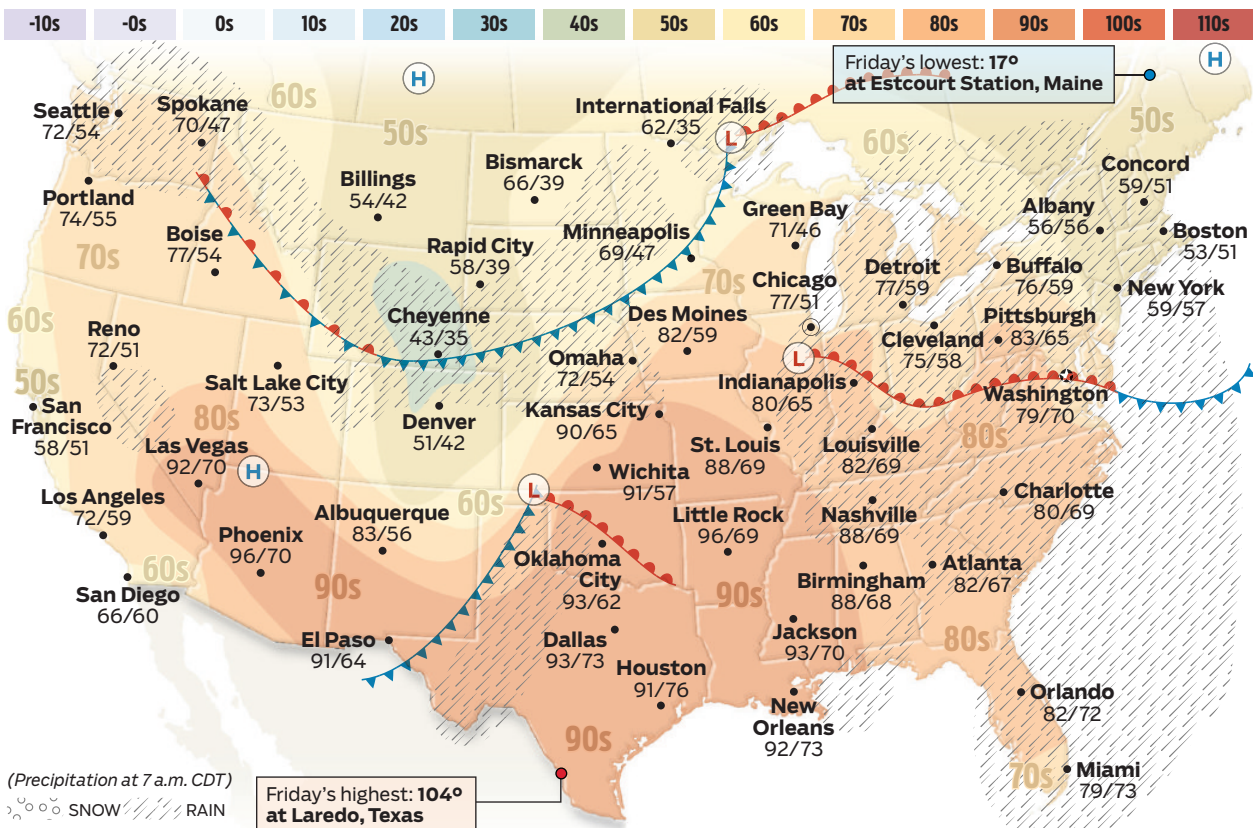 -10s -0s 0s 10s 20s 30s 40s 50s 60s 70s 80s 90s 100s 110s
H
H
Friday's lowest: 17º
at Estcourt Station, Maine
Seattle
72/54
Spokane
70/47
60s
50s
International Falls
62/35
L
60s
50s
Portland
74/55
Billings
54/42
Bismarck
66/39
Concord
59/51
Boise
77/54
70s
Rapid City
58/39
Minneapolis
69/47
Green Bay
71/46
Albany
56/56
Boston
53/51
70s
Chicago
77/51
Detroit
77/59
Buffalo
76/59
New York
59/57
60s
Reno
72/51
Cheyenne
43/35
Des Moines
82/59
Cleveland
75/58
Pittsburgh
83/65
50s
Salt Lake City
73/53
Omaha
72/54
L
Indianapolis
80/65
Washington
79/70
San
Francisco
58/51
80s
Denver
51/42
Kansas City
90/65
St. Louis
88/69
Louisville
82/69
80s
Las Vegas
92/70
H
Wichita
91/57
Los Angeles
72/59
60s
L
Charlotte
80/69
Phoenix
96/70
Albuquerque
83/56
Little Rock
96/69
Nashville
88/69
60s
San Diego
66/60
90s
Oklahoma
City
93/62
90s
Birmingham
88/68
Atlanta
82/67
El Paso
91/64
Dallas
93/73
Jackson
93/70
80s
Houston
91/76
New
Orleans
92/73
Orlando
82/72
90s
70s
Miami
79/73
(Precipitation at 7 a.m. CDT)
SNOW RAIN
Friday's highest: 104º
at Laredo, Texas